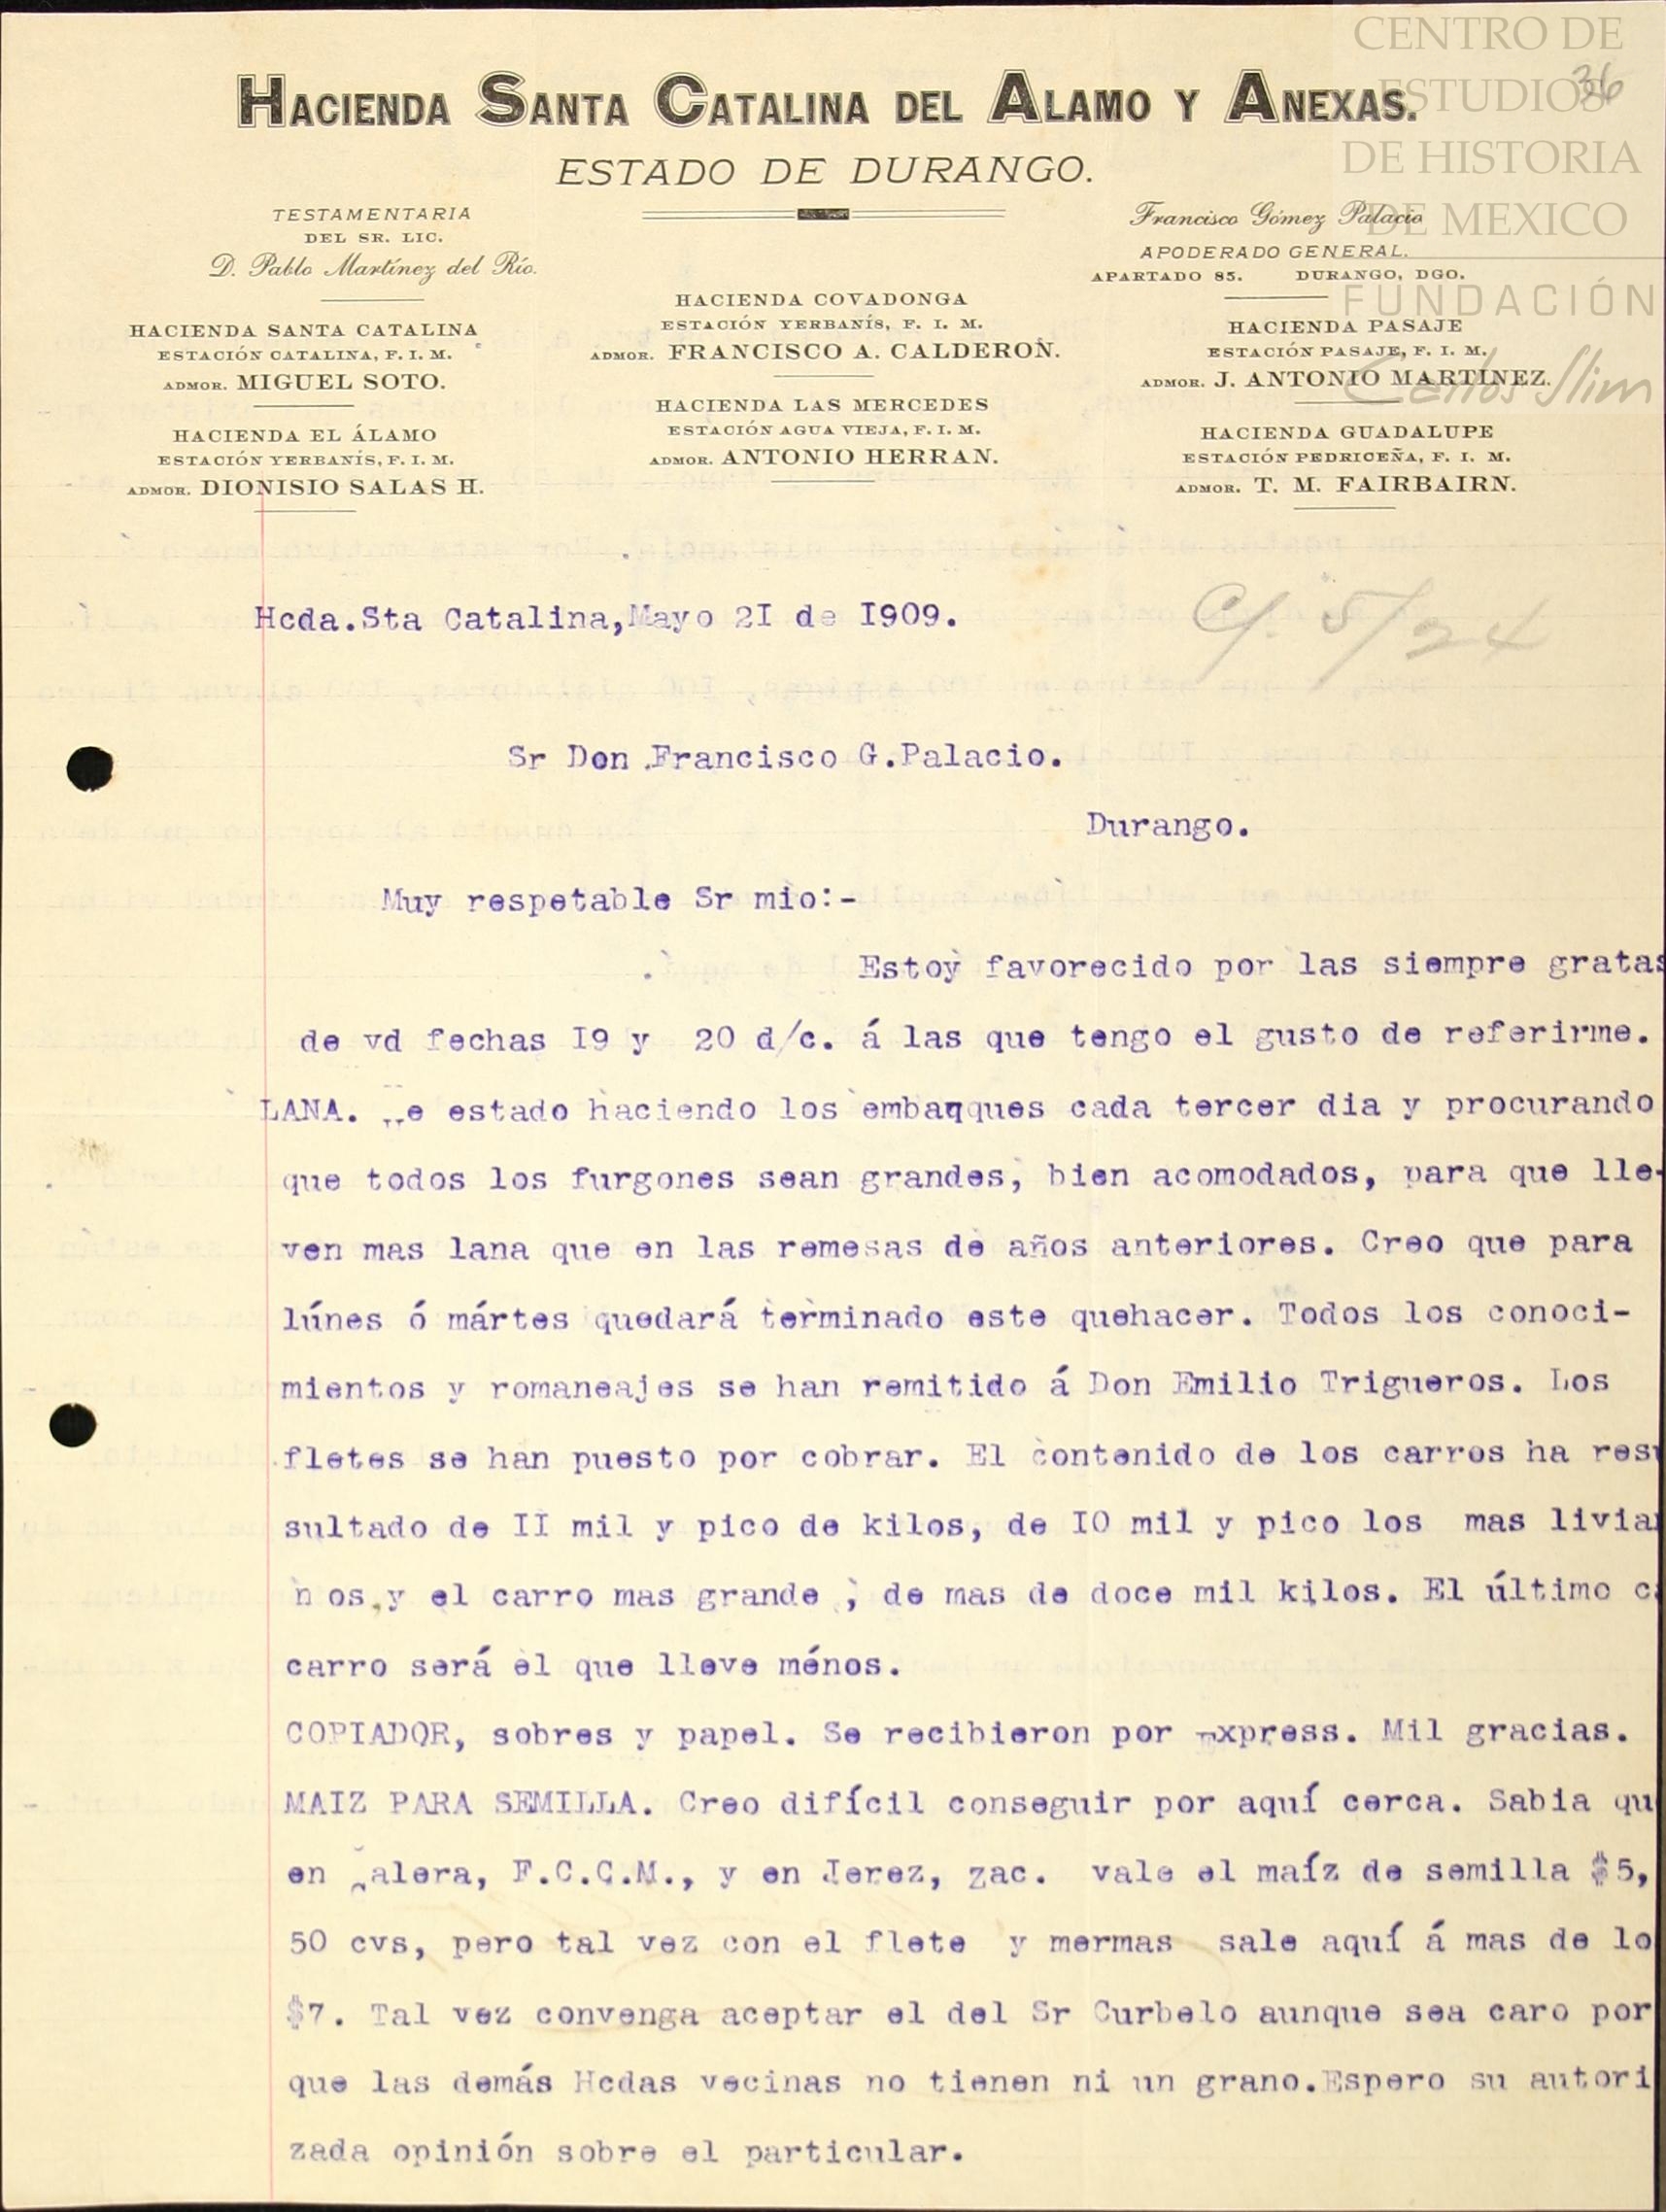 CENTRO DE
ESTUDIOS
DE HISTORIA
DE MEXICO
FUNDACIÓN
Carlos Slim
36
HACIENDA SANTA CATALINA DEL ALAMO Y ANEXAS.
ESTADO DE DURANGO.
TESTAMENTARIA
DEL SR. LIC.
D. Pablo Martínez del Río.
HACIENDA SANTA CATALINA
ESTACIÓN CATALINA, F. I. M.
ADMOR. MIGUEL SOTO.
HACIENDA EL ÁLAMO
ESTACIÓN YERBANÍS, F. I. M.
ADMOR. DIONISIO SALAS H.
HACIENDA COVADONGA
ESTACIÓN YERBANÍS, F. I. M.
ADMOR. FRANCISCO A. CALDERON.
HACIENDA LAS MERCEDES
ESTACIÓN AGUA VIEJA, F. I. M.
ADMOR. ANTONIO HERRAN.
Francisco Gómez Palacio
APODERADO GENERAL.
APARTADO 85. DURANGO, DGO.
HACIENDA PASAJE
ESTACIÓN PASAJE, F. I. M.
ADMOR. J. ANTONIO MARTÍNEZ.
HACIENDA GUADALUPE
ESTACIÓN PEDRICEÑA, F. I. M.
ADMOR. T. M. FAIRBAIRN.
Hcda.Sta Catalina,Mayo 2I de I909.
C/. 5/24
Sr Don Francisco G.Palacio.
Durango.
Muy respetable Sr mio:-
Estoy favorecido por las siempre gratas
de vd fechas I9 y 20 d/c. á las que tengo el gusto de referirme.
LANA. e estado haciendo los embaqques cada tercer dia y procurando
que todos los furgones sean grandes, bien acomodados, para que lle-
ven mas lana que en las remesas de años anteriores. Creo que para
lúnes ó mártes quedará terminado este quehacer. Todos los conoci-
mientos y romaneajes se han remitido á Don Emilio Trigueros. Los
fletes se han puesto por cobrar. El contenido de los carros ha resu
sultado de II mil y pico de kilos, de IO mil y pico los mas livian
n os,y el carro mas grande , de mas de doce mil kilos. El último ca
carro será el que lleve ménos.
COPIADOR, sobres y papel. Se recibieron por Express. Mil gracias.
MAIZ PARA SEMILLA. Creo difícil conseguir por aquí cerca. Sabia qu
en alera, F.C.C.M., y en Jerez, zac. vale el maíz de semilla $5,
50 cvs, pero tal vez con el flete y mermas sale aquí á mas de lo
$7. Tal vez convenga aceptar el del Sr Curbelo aunque sea caro por
que las demás Hcdas vecinas no tienen ni un grano.Espero su autori
zada opinión sobre el particular.